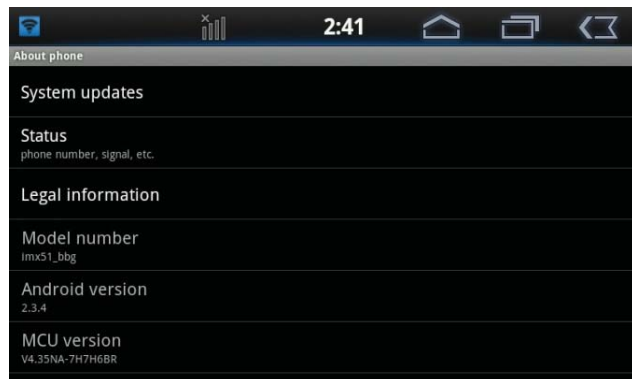 2:41
About phone
System updates
Status
phone number, signal, etc.
Legal information
Model number
imx51_bbg
Android version
2.3.4
MCU version
V4.35NA-7H7H6BR